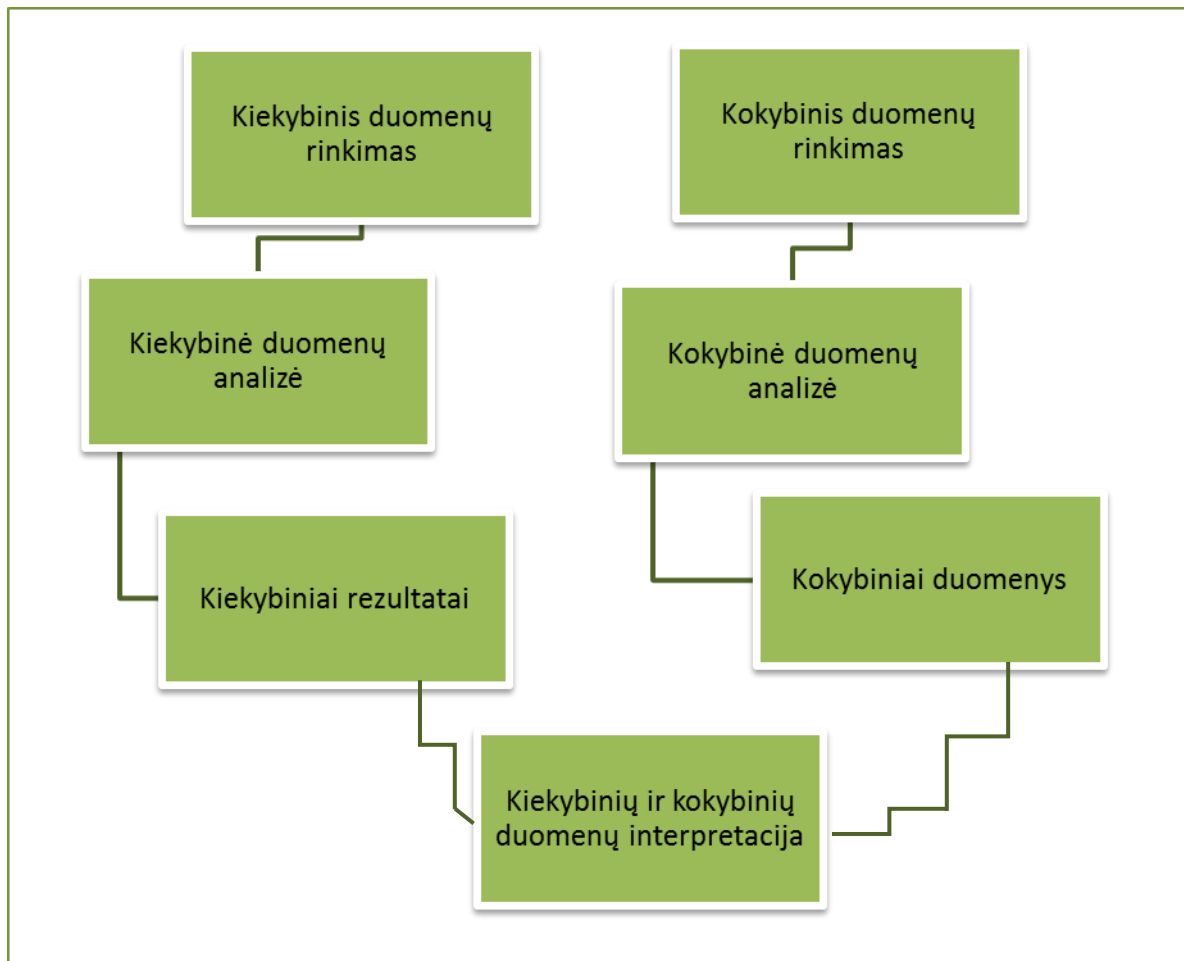 Kiekybinis duomenų
rinkimas
Kokybinis duomenų
rinkimas
Kiekybinė duomenų
analizė
Kokybinė duomenų
analizė
Kiekybiniai rezultatai
Kokybiniai duomenys
Kiekybinių ir kokybinių
duomenų interpretacija